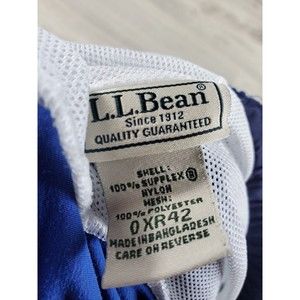 L.L.Bean®
Since 1912
QUALITY GUARANTEED
SHELL:
100% SUPPLEX®
NYLON
MESH:
100% POLYESTER
0XR42
MADE IN BANGLADESH
CARE ON REVERSE